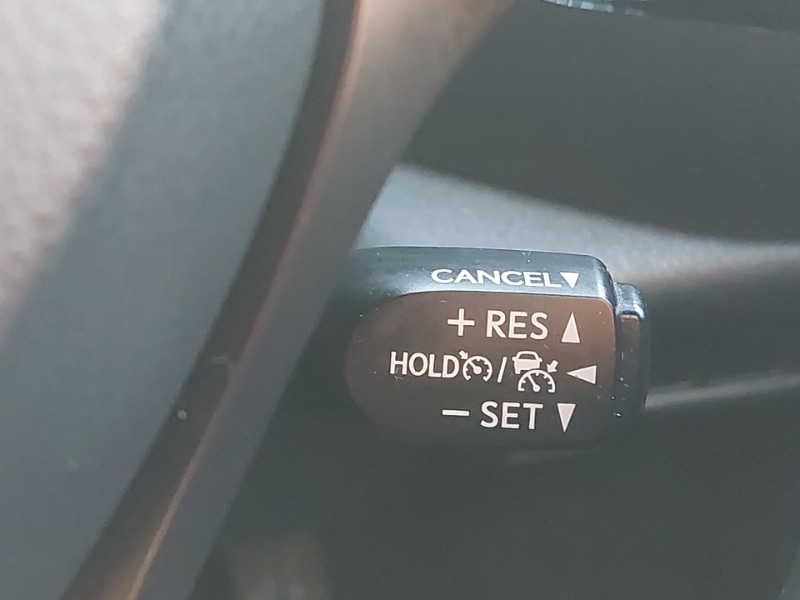 CANCEL▼
+ RES ▲
HOLD / ◀
− SET ▼